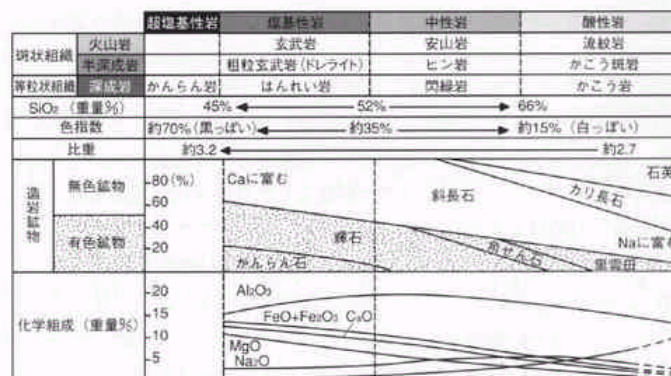 超塩基性岩 塩基性岩 中性岩 酸性岩
斑状組織 火山岩 玄武岩 安山岩 流紋岩
半深成岩 粗粒玄武岩(ドレライト) ヒン岩 かこう斑岩
等粒状組織 深成岩 かんらん岩 はんれい岩 閃緑岩 かこう岩
SiO₂ (重量%) 45% 52% 66%
色指数 約70%(黒っぽい) 約35% 約15% (白っぽい)
比重 約3.2 約2.7
造岩鉱物 無色鉱物 有色鉱物
80(%)
60
40
20
Caに富む 斜長石 カリ長石 石英
輝石 角せん石 Naに富む
かんらん石 黒雲母
化学組成 (重量%)
20
15
10
5
Al₂O₃
FeO+Fe₂O₃ CaO
MgO
Na₂O